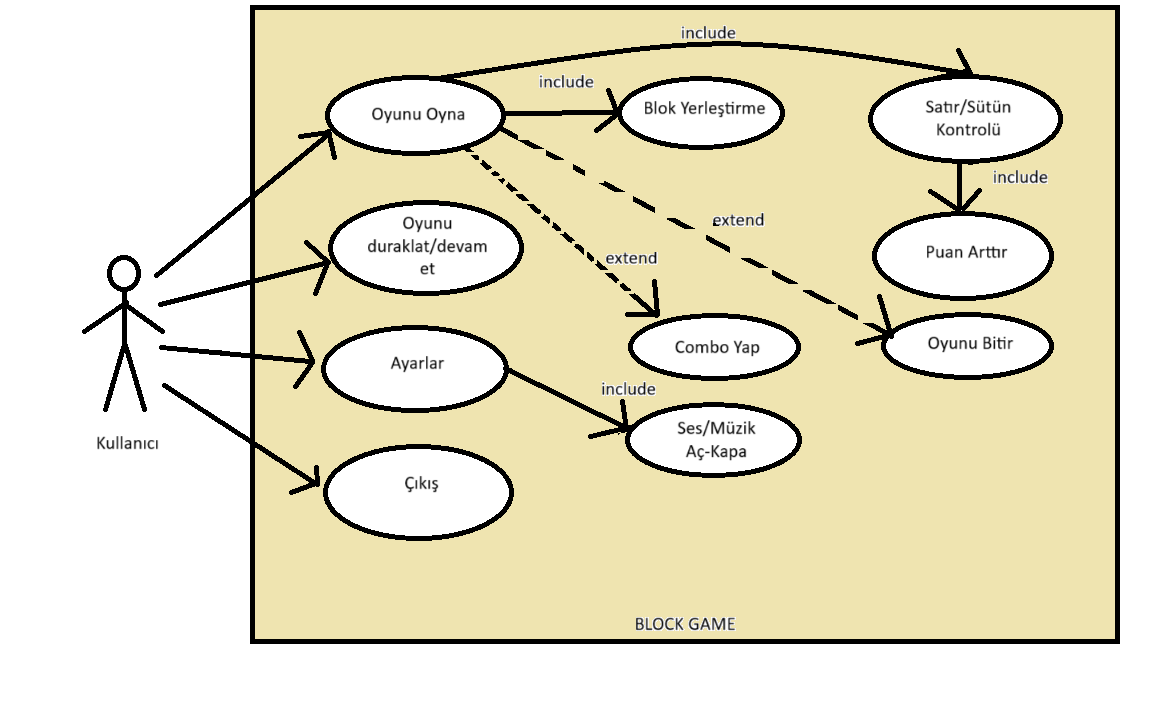 include
include
Oyunu Oyna
Blok Yerleştirme
Satır/Sütün
Kontrolü
include
extend
Oyunu
duraklat/devam
et
extend
Puan Arttır
Combo Yap
Oyunu Bitir
Ayarlar
include
Ses/Müzik
Aç-Kapa
Kullanıcı
Çıkış
BLOCK GAME